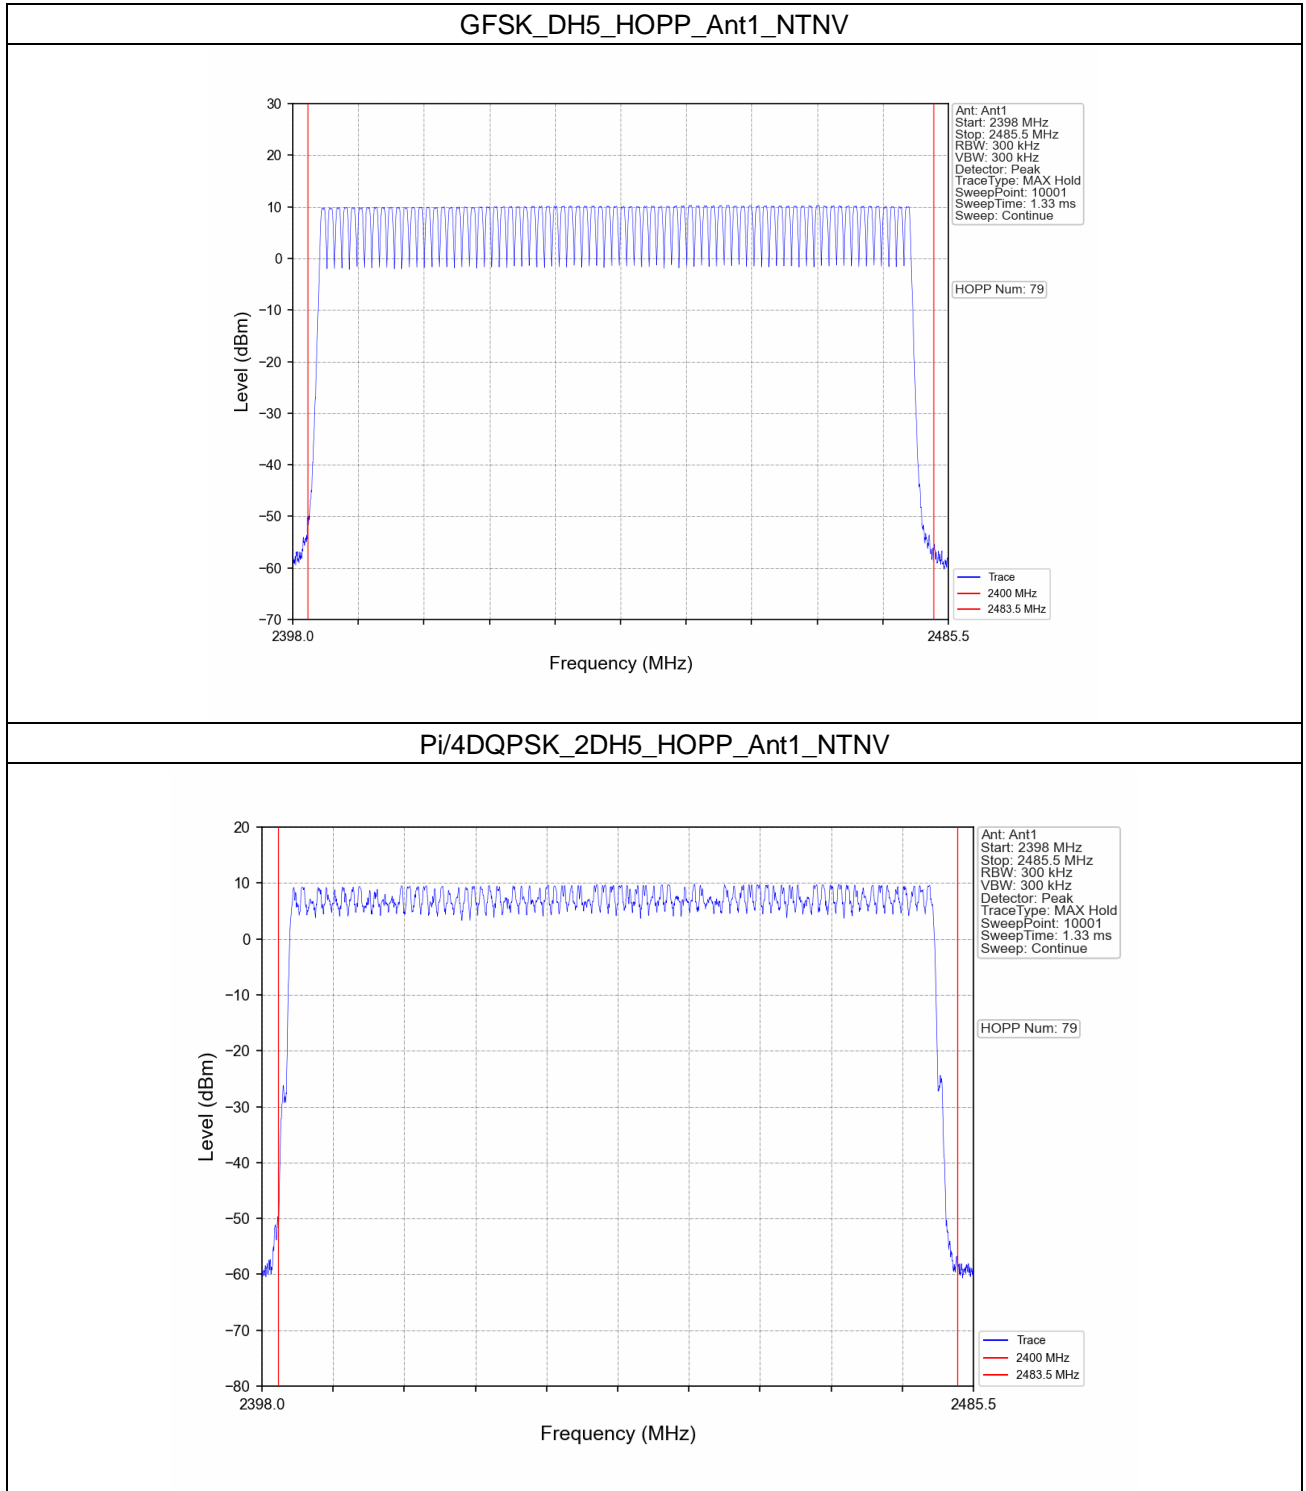 GFSK_DH5_HOPP_Ant1_NTNV
30
20
10
0
−10
−20
−30
−40
−50
−60
−70
Level (dBm)
2398.0
2485.5
Frequency (MHz)
Ant: Ant1
Start: 2398 MHz
Stop: 2485.5 MHz
RBW: 300 kHz
VBW: 300 kHz
Detector: Peak
TraceType: MAX Hold
SweepPoint: 10001
SweepTime: 1.33 ms
Sweep: Continue
HOPP Num: 79
Trace
2400 MHz
2483.5 MHz
Pi/4DQPSK_2DH5_HOPP_Ant1_NTNV
20
10
0
−10
−20
−30
−40
−50
−60
−70
−80
Level (dBm)
2398.0
2485.5
Frequency (MHz)
Ant: Ant1
Start: 2398 MHz
Stop: 2485.5 MHz
RBW: 300 kHz
VBW: 300 kHz
Detector: Peak
TraceType: MAX Hold
SweepPoint: 10001
SweepTime: 1.33 ms
Sweep: Continue
HOPP Num: 79
Trace
2400 MHz
2483.5 MHz